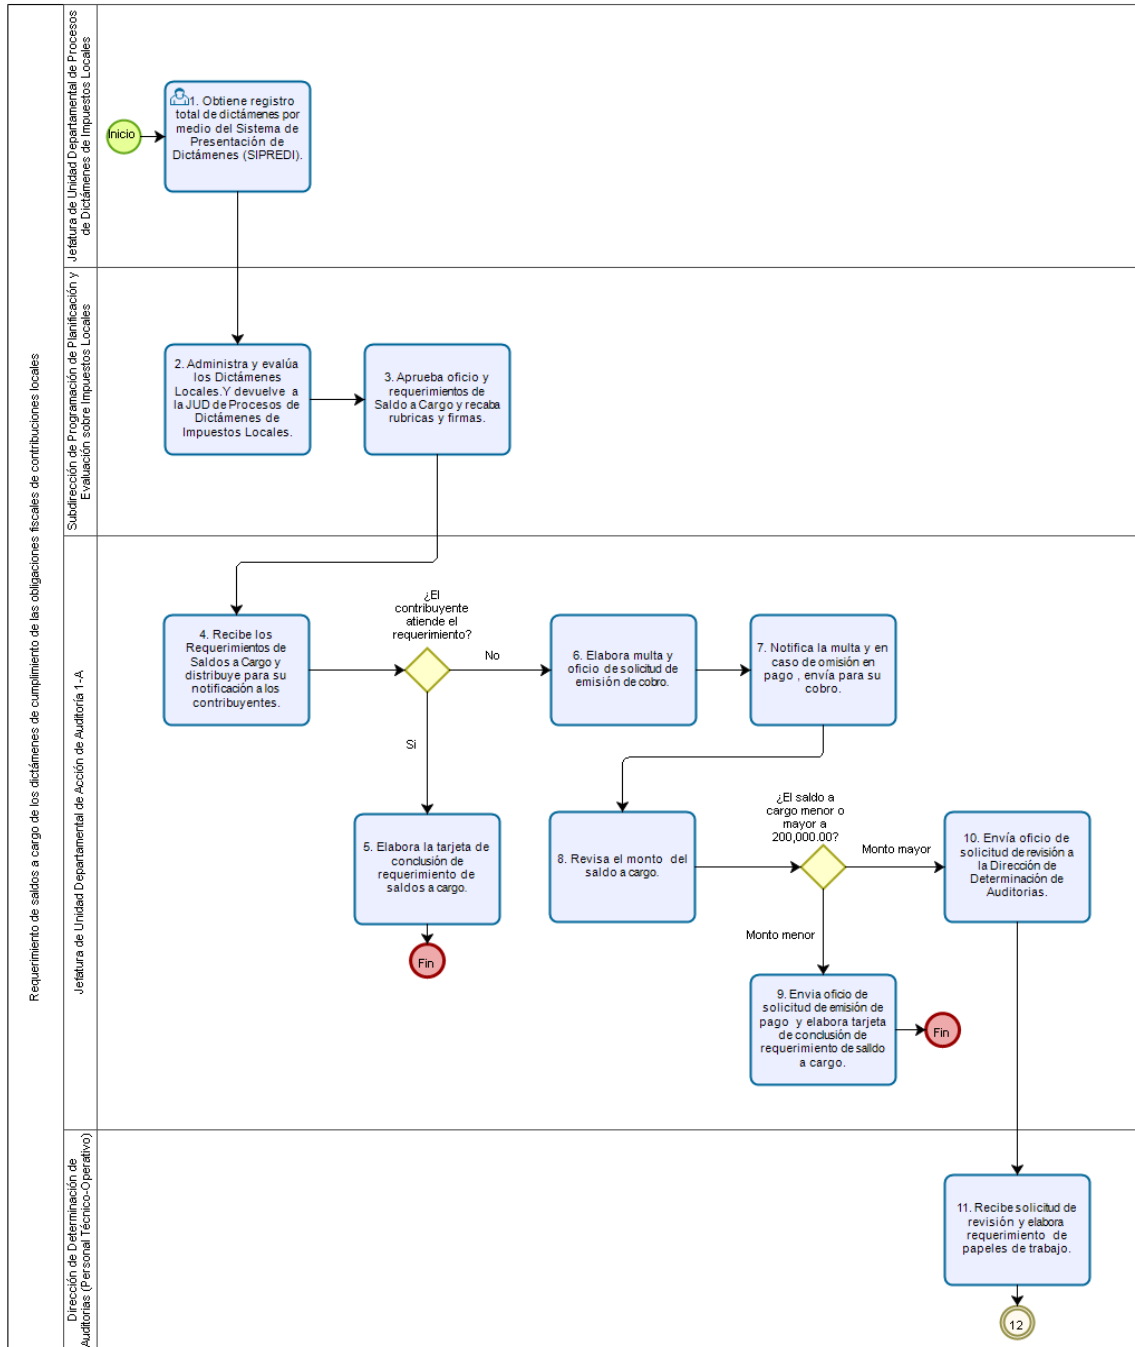 Requerimiento de saldos a cargo de los dictámenes de cumplimiento de las obligaciones fiscales de contribuciones locales
Jefatura de Unidad Departamental de Procesos
de Dictámenes de Impuestos Locales
Inicio
1. Obtiene registro
total de dictámenes por
medio del Sistema de
Presentación de
Dictámenes (SIPREDI).
Subdirección de Programación de Planificación y
Evaluación sobre Impuestos Locales
2. Administra y evalúa
los Dictámenes
Locales.Y devuelve a
la JUD de Procesos de
Dictámenes de
Impuestos Locales.
3. Aprueba oficio y
requerimientos de
Saldo a Cargo y recaba
rubricas y firmas.
Jefatura de Unidad Departamental de Acción de Auditoría 1-A
4. Recibe los
Requerimientos de
Saldos a Cargo y
distribuye para su
notificación a los
contribuyentes.
¿El
contribuyente
atiende el
requerimiento?
No
Si
5. Elabora la tarjeta de
conclusión de
requerimiento de
saldos a cargo.
Fin
6. Elabora multa y
oficio de solicitud de
emisión de cobro.
7. Notifica la multa y en
caso de omisión en
pago , envía para su
cobro.
8. Revisa el monto del
saldo a cargo.
¿El saldo a
cargo menor o
mayor a
200,000.00?
Monto mayor
Monto menor
9. Envia oficio de
solicitud de emisión de
pago y elabora tarjeta
de conclusión de
requerimiento de salldo
a cargo.
Fin
10. Envía oficio de
solicitud de revisión a
la Dirección de
Determinación de
Auditorias.
Dirección de Determinación de
Auditorias (Personal Técnico-Operativo)
11. Recibe solicitud de
revisión y elabora
requerimiento de
papeles de trabajo.
12